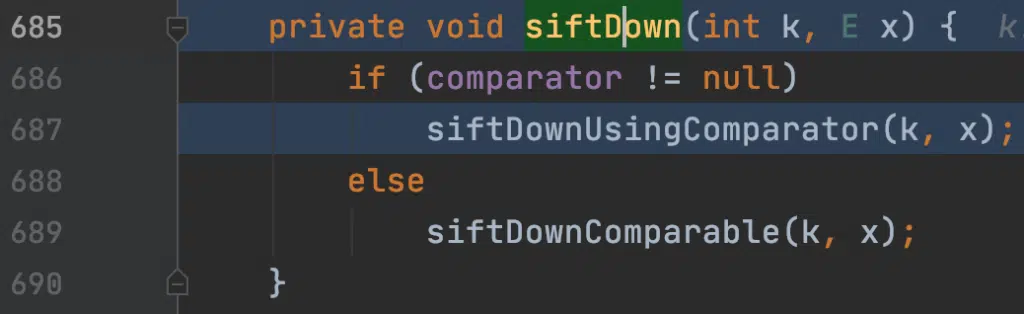 685 private void siftDown(int k, E x) { k
686 if (comparator != null)
687 siftDownUsingComparator(k, x);
688 else
689 siftDownComparable(k, x);
690 }